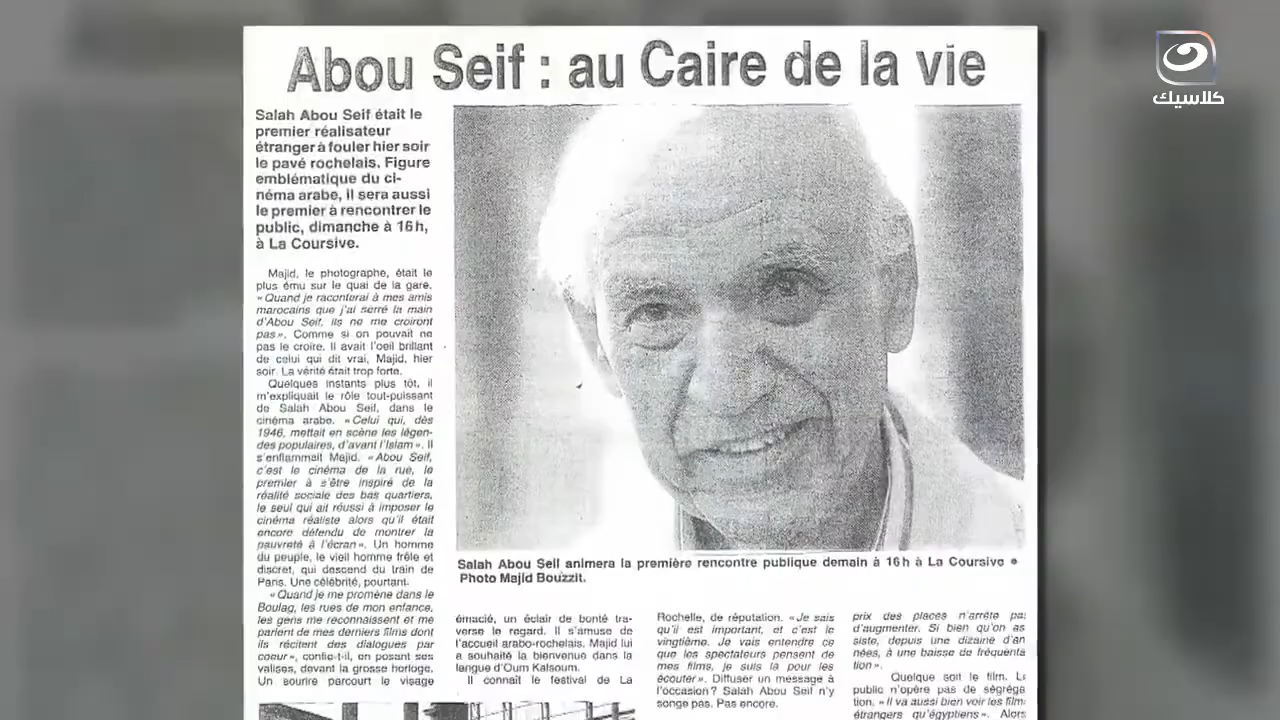 Abou Seif : au Caire de la vie
كلاسيك
Salah Abou Seif était le
premier réalisateur
étranger à fouler hier soir
le pavé rochelais. Figure
emblématique du ci-
néma arabe, il sera aussi
le premier à rencontrer le
public, dimanche à 16 h,
à La Coursive.
Majid, le photographe, était le
plus ému sur le quai de la gare.
« Quand je raconterai à mes amis
marocains que j'ai serré la main
d'Abou Seif, ils ne me croiront
pas ». Comme si on pouvait ne
pas le croire. Il avait l'oeil brillant
de celui qui dit vrai, Majid, hier
soir. La vérité était trop forte.
Quelques instants plus tôt, il
m'expliquait le rôle tout-puissant
de Salah Abou Seif, dans le
cinéma arabe. « Celui qui, dès
1946, mettait en scène les légen-
des populaires, d'avant l'Islam ». Il
s'enflammait Majid. « Abou Seif,
c'est le cinéma de la rue, le
premier à s'être inspiré de la
réalité sociale des bas quartiers,
le seul qui ait réussi à imposer le
cinéma réaliste alors qu'il était
encore défendu de montrer la
pauvreté à l'écran ». Un homme
du peuple, le vieil homme frêle et
discret, qui descend du train de
Paris. Une célébrité, pourtant.
« Quand je me promène dans le
Boulag, les rues de mon enfance,
les gens me reconnaissent et me
parlent de mes derniers films dont
ils récitent des dialogues par
coeur », confie-t-il, en posant ses
valises, devant la grosse horloge.
Un sourire parcourt le visage
Salah Abou Seif animera la première rencontre publique demain à 16 h à La Coursive •
Photo Majid Bouzzit.
émacié, un éclair de bonté tra-
verse le regard. Il s'amuse de
l'accueil arabo-rochelais. Majid lui
a souhaité la bienvenue dans la
langue d'Oum Kalsoum.
Il connaît le festival de La
Rochelle, de réputation. « Je sais
qu'il est important, et c'est le
vingtième. Je vais entendre ce
que les spectateurs pensent de
mes films, je suis là pour les
écouter ». Diffuser un message à
l'occasion ? Salah Abou Seif n'y
songe pas. Pas encore.
prix des places n'arrête pas
d'augmenter. Si bien qu'on as
siste, depuis une dizaine d'an
nées, à une baisse de fréquenta
tion ».
Quelque soit le film. Le
public n'opère pas de ségréga
tion. « Il va aussi bien voir les film
étrangers qu'égyptiens ». Alors